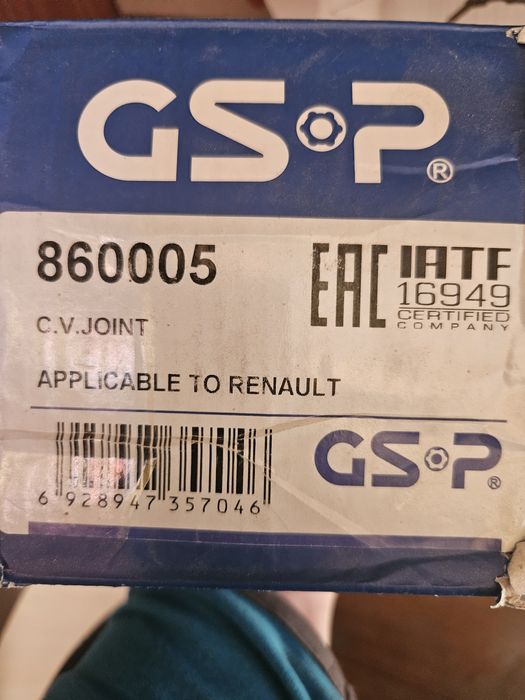 GSP®
860005
EAC
IATF
16949
CERTIFIED
COMPANY
C.V.JOINT
APPLICABLE TO RENAULT
GSP®
6 928947 357046